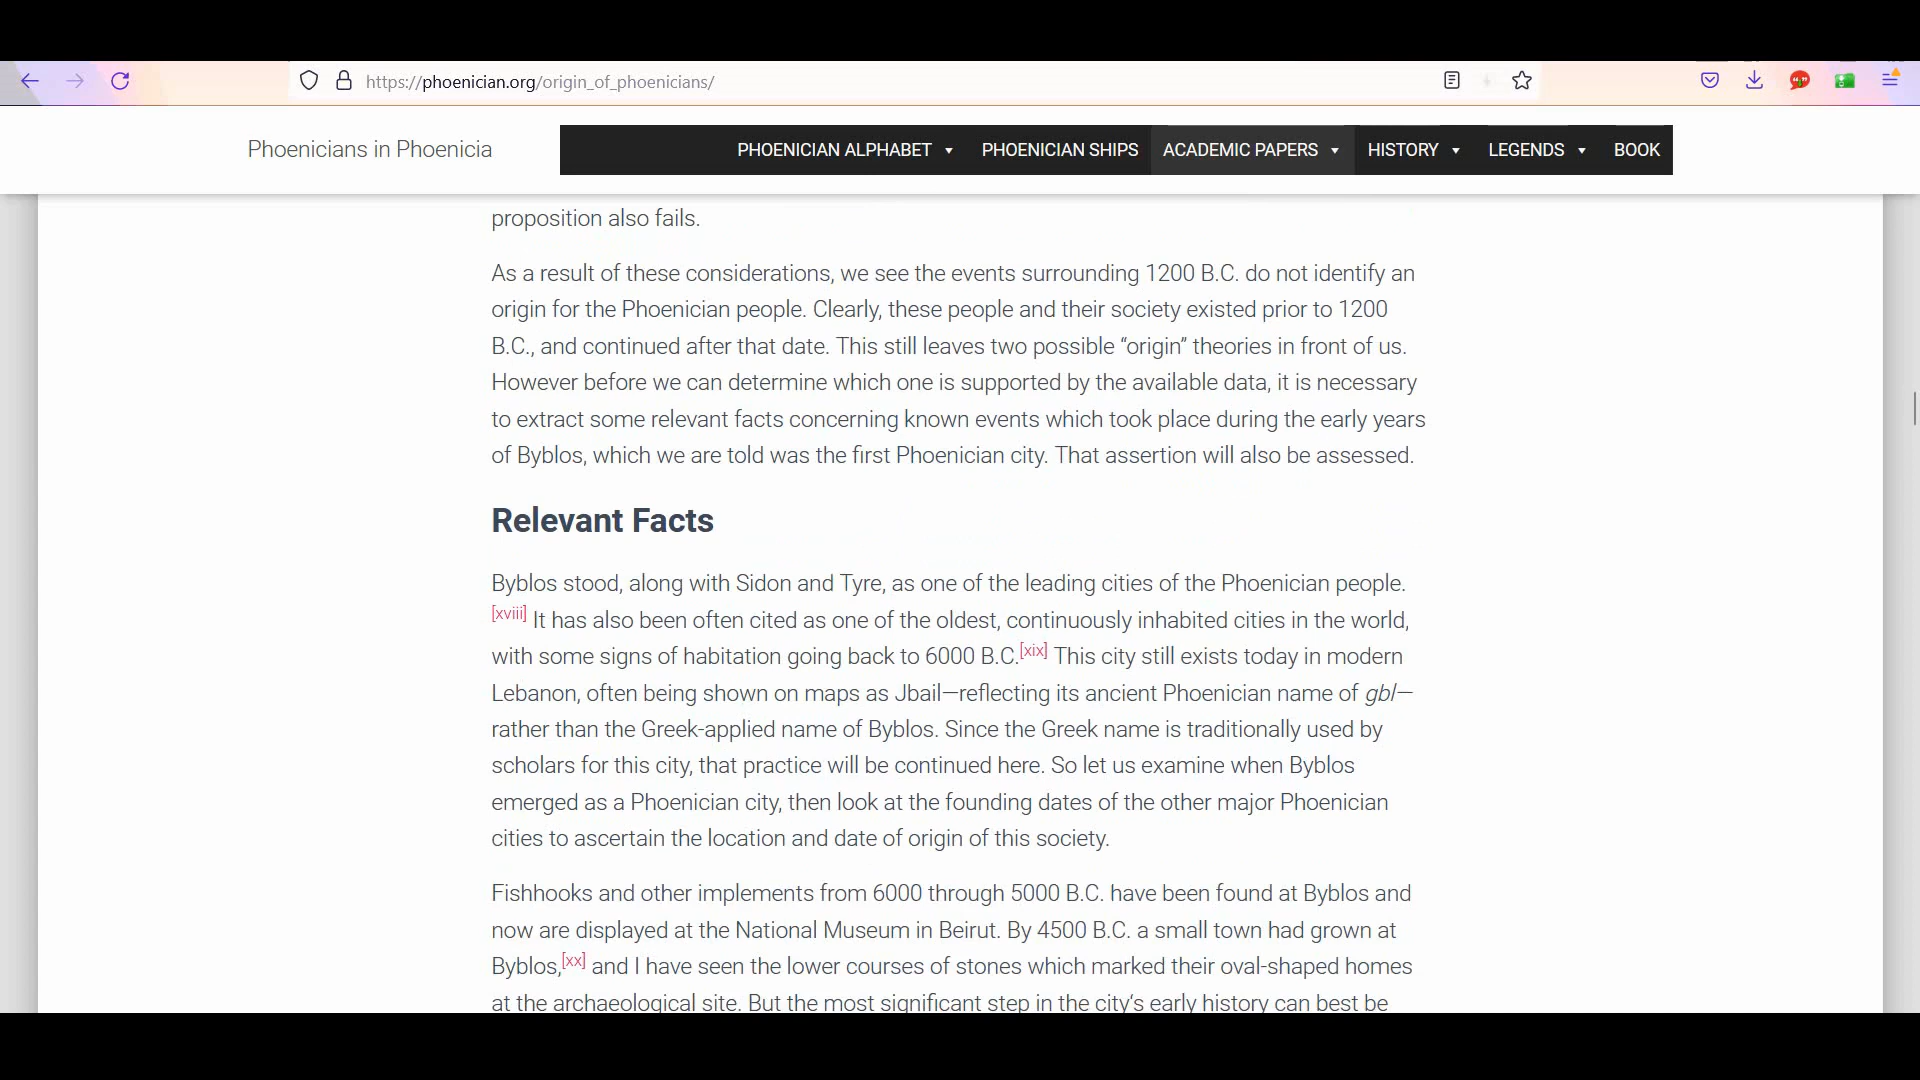 https://phoenician.org/origin_of_phoenicians/
Phoenicians in Phoenicia
PHOENICIAN ALPHABET PHOENICIAN SHIPS ACADEMIC PAPERS HISTORY LEGENDS BOOK
proposition also fails.
As a result of these considerations, we see the events surrounding 1200 B.C. do not identify an
origin for the Phoenician people. Clearly, these people and their society existed prior to 1200
B.C., and continued after that date. This still leaves two possible “origin” theories in front of us.
However before we can determine which one is supported by the available data, it is necessary
to extract some relevant facts concerning known events which took place during the early years
of Byblos, which we are told was the first Phoenician city. That assertion will also be assessed.
Relevant Facts
Byblos stood, along with Sidon and Tyre, as one of the leading cities of the Phoenician people.
[xviii] It has also been often cited as one of the oldest, continuously inhabited cities in the world,
with some signs of habitation going back to 6000 B.C.[xix] This city still exists today in modern
Lebanon, often being shown on maps as Jbail—reflecting its ancient Phoenician name of gbl—
rather than the Greek-applied name of Byblos. Since the Greek name is traditionally used by
scholars for this city, that practice will be continued here. So let us examine when Byblos
emerged as a Phoenician city, then look at the founding dates of the other major Phoenician
cities to ascertain the location and date of origin of this society.
Fishhooks and other implements from 6000 through 5000 B.C. have been found at Byblos and
now are displayed at the National Museum in Beirut. By 4500 B.C. a small town had grown at
Byblos,[xx] and I have seen the lower courses of stones which marked their oval-shaped homes
at the archaeological site. But the most significant step in the city’s early history can best be